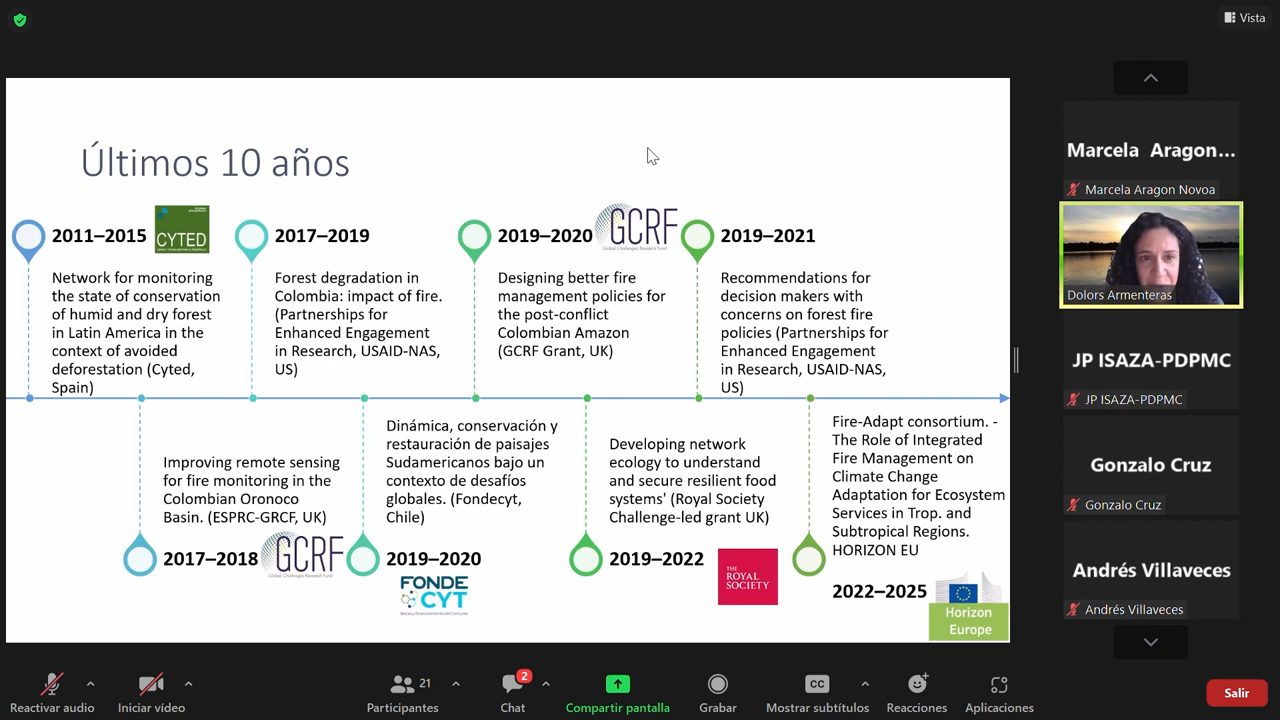 Vista
Últimos 10 años
2011–2015
CYTED
Network for monitoring
the state of conservation
of humid and dry forest
in Latin America in the
context of avoided
deforestation (Cyted,
Spain)
2017–2019
Forest degradation in
Colombia: impact of fire.
(Partnerships for
Enhanced Engagement
in Research, USAID-NAS,
US)
2019–2020
GCRF
Global Challenges Research Fund
Designing better fire
management policies for
the post-conflict
Colombian Amazon
(GCRF Grant, UK)
2019–2021
Recommendations for
decision makers with
concerns on forest fire
policies (Partnerships for
Enhanced Engagement
in Research, USAID-NAS,
US)
Improving remote sensing
for fire monitoring in the
Colombian Oronoco
Basin. (ESPRC-GRCF, UK)
2017–2018
GCRF
Global Challenges Research Fund
Dinámica, conservación y
restauración de paisajes
Sudamericanos bajo un
contexto de desafíos
globales. (Fondecyt,
Chile)
2019–2020
FONDE
CYT
Developing network
ecology to understand
and secure resilient food
systems' (Royal Society
Challenge-led grant UK)
2019–2022
THE
ROYAL
SOCIETY
Fire-Adapt consortium. -
The Role of Integrated
Fire Management on
Climate Change
Adaptation for Ecosystem
Services in Trop. and
Subtropical Regions.
HORIZON EU
2022–2025
Horizon
Europe
Marcela Aragon...
Marcela Aragon Novoa
Dolors Armenteras
JP ISAZA-PDPMC
JP ISAZA-PDPMC
Gonzalo Cruz
Gonzalo Cruz
Andrés Villaveces
Andrés Villaveces
Reactivar audio
Iniciar vídeo
21
Participantes
2
Chat
Compartir pantalla
Grabar
CC
Mostrar subtítulos
Reacciones
Aplicaciones
Salir